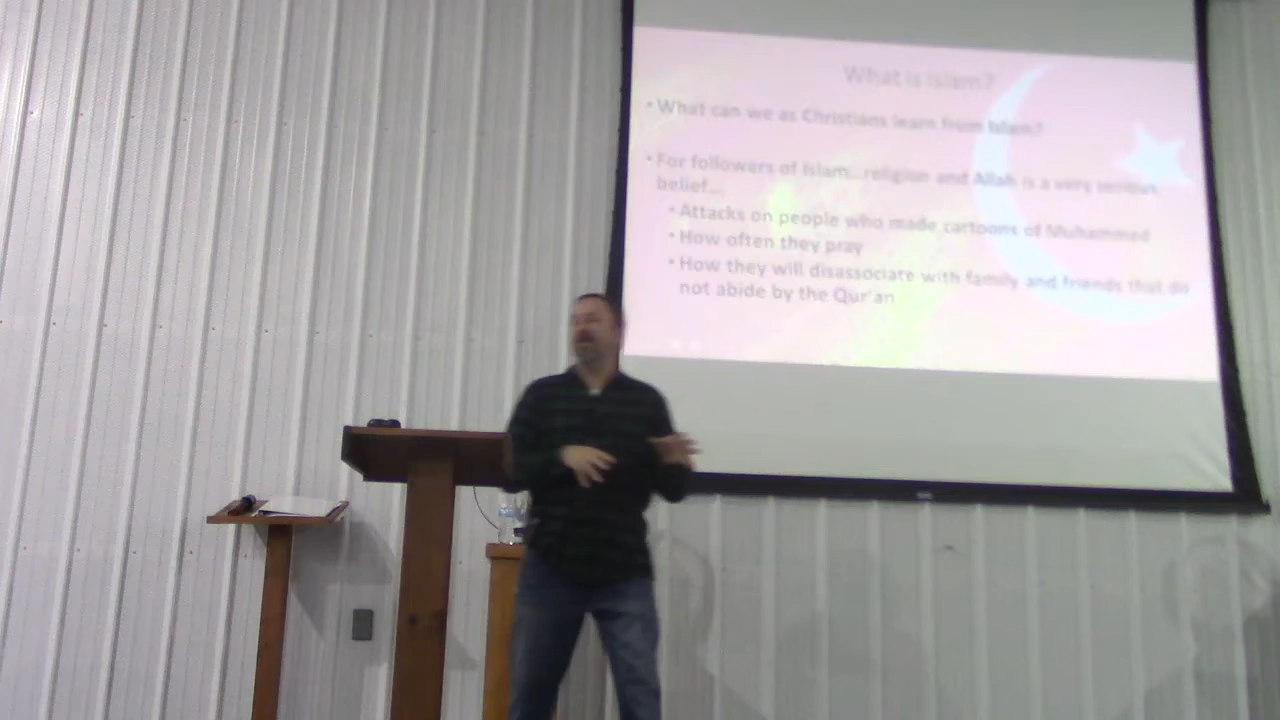 What is Islam?
• What can we as Christians learn from Islam?
• For followers of Islam...religion and Allah is a very serious
belief...
• Attacks on people who made cartoons of Muhammed
• How often they pray
• How they will disassociate with family and friends that do
not abide by the Qur'an